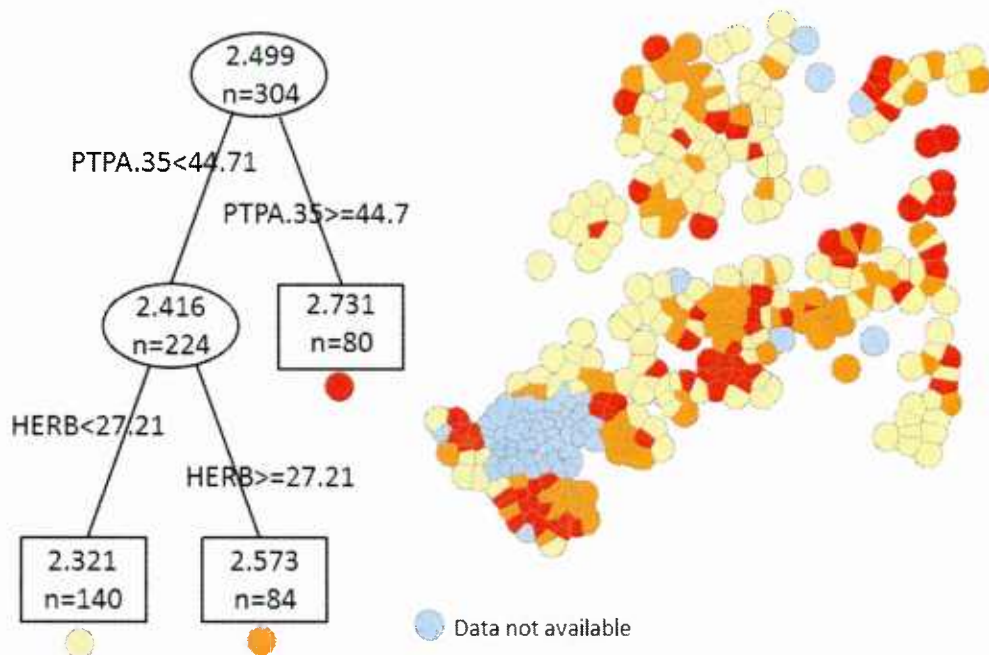 2.499
n=304
PTPA.35<44.71
PTPA.35>=44.7
2.416
n=224
2.731
n=80
HERB<27.21
HERB>=27.21
2.321
n=140
2.573
n=84
Data not available